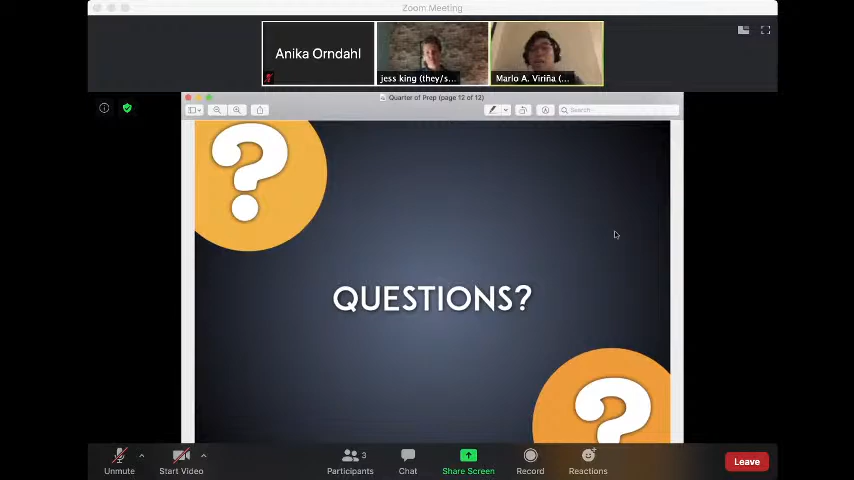 Zoom Meeting
Anika Orndahl
jess king (they/s...
Marlo A. Viriña (...
Quarter of Prep (page 12 of 12)
Search
?
QUESTIONS?
?
Unmute
Start Video
Participants
3
Chat
Share Screen
Record
Reactions
Leave